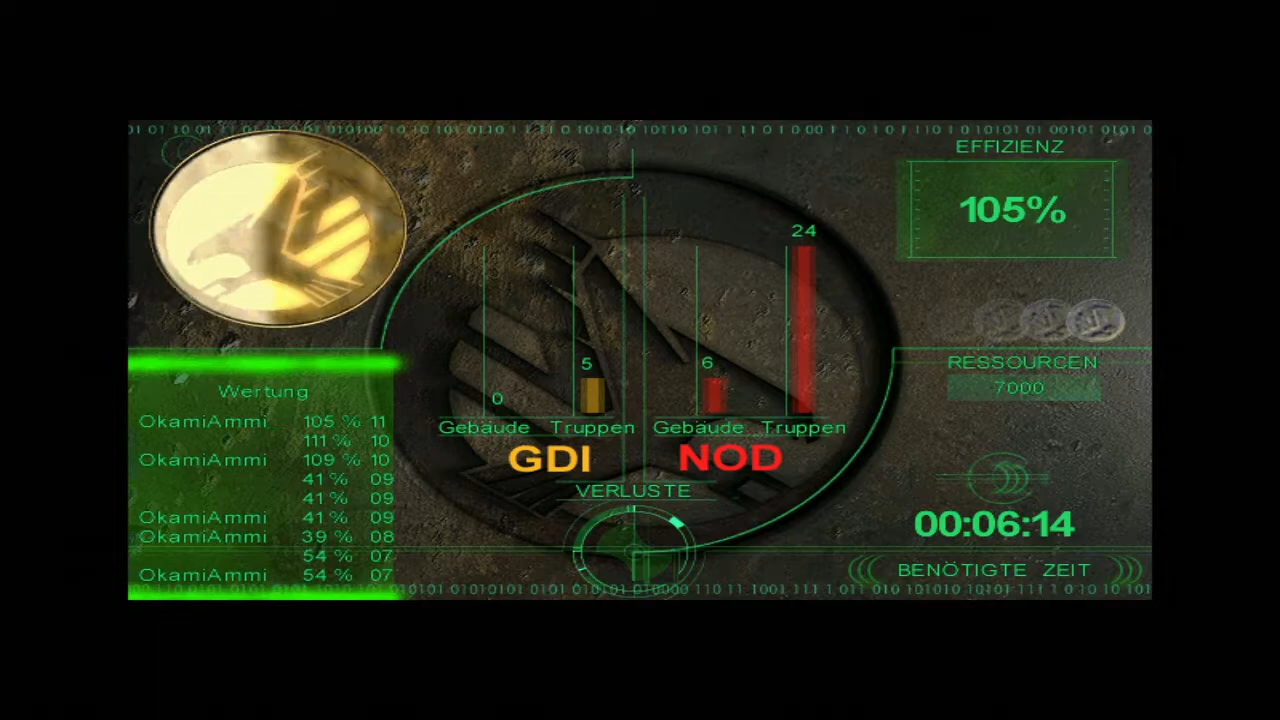 EFFIZIENZ
105%
24
5
6
0
RESSOURCEN
7000
Wertung
OkamiAmmi 105 % 11
111 % 10
OkamiAmmi 109 % 10
41 % 09
41 % 09
OkamiAmmi 41 % 09
OkamiAmmi 39 % 08
54 % 07
OkamiAmmi 54 % 07
Gebäude Truppen Gebäude Truppen
GDI NOD
VERLUSTE
00:06:14
BENÖTIGTE ZEIT